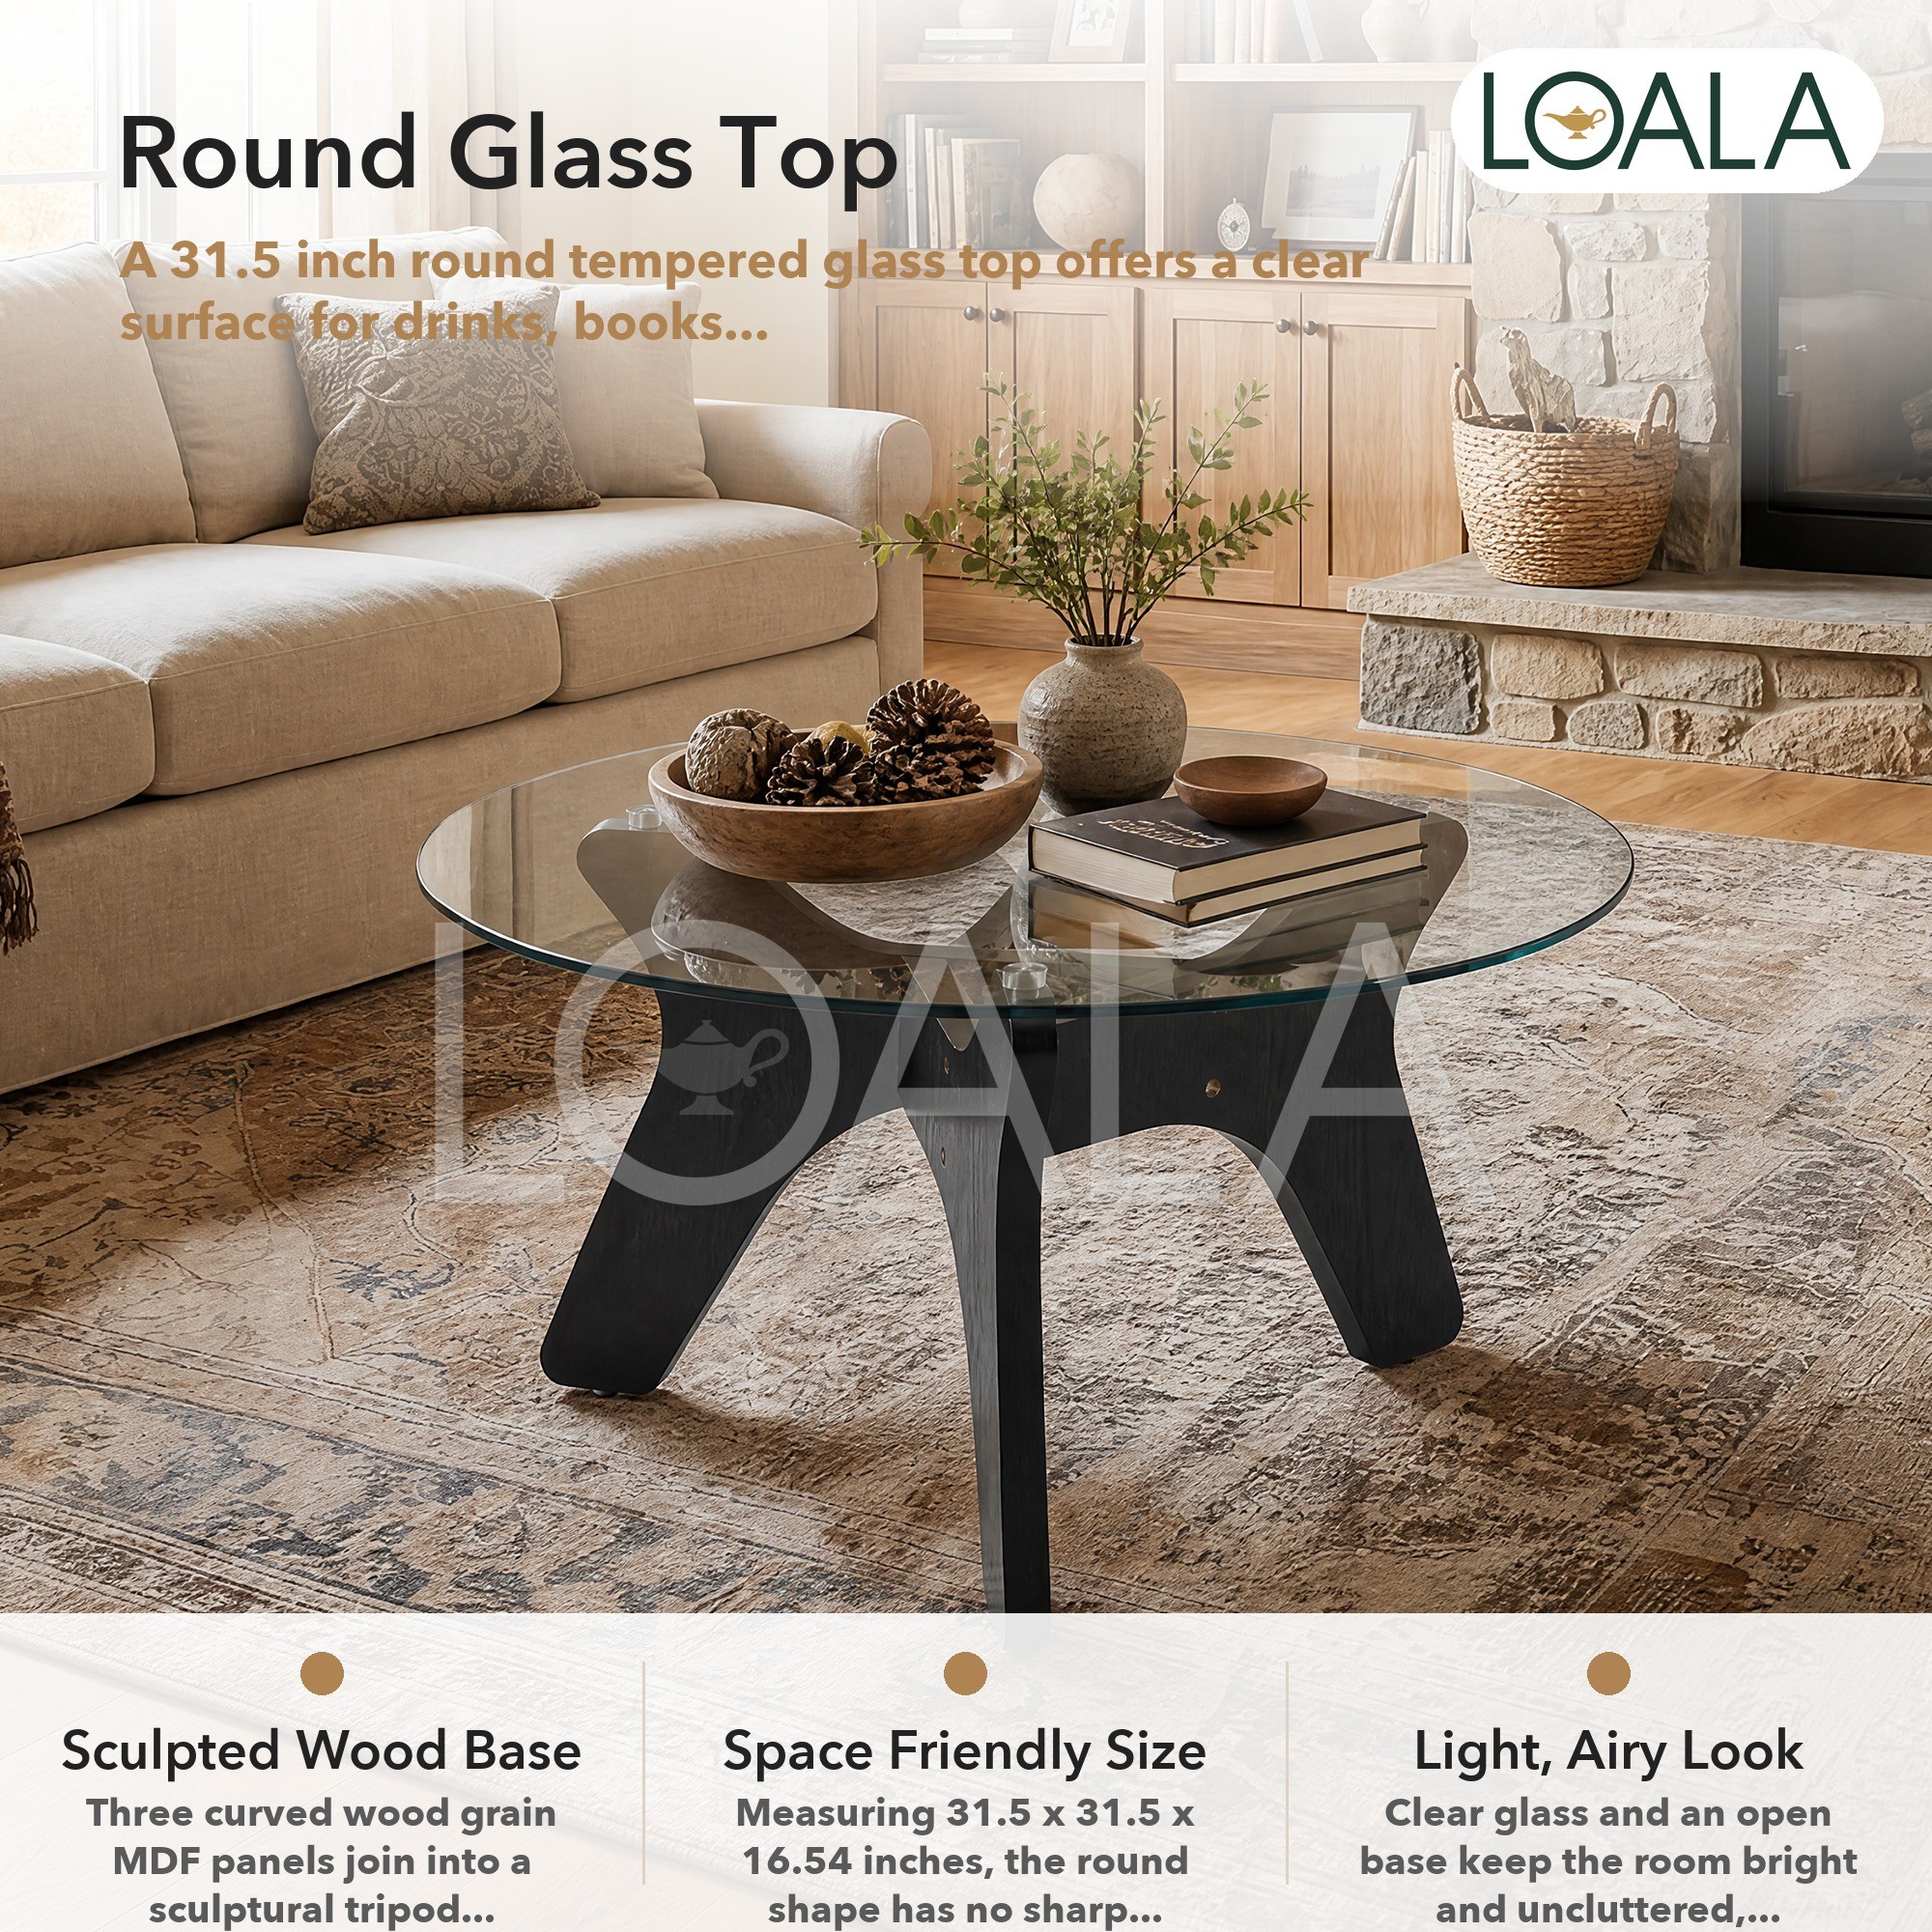 LOALA
Round Glass Top
A 31.5 inch round tempered glass top offers a clear
surface for drinks, books...
LOALA
Sculpted Wood Base
Three curved wood grain
MDF panels join into a
sculptural tripod...
Space Friendly Size
Measuring 31.5 x 31.5 x
16.54 inches, the round
shape has no sharp...
Light, Airy Look
Clear glass and an open
base keep the room bright
and uncluttered,...